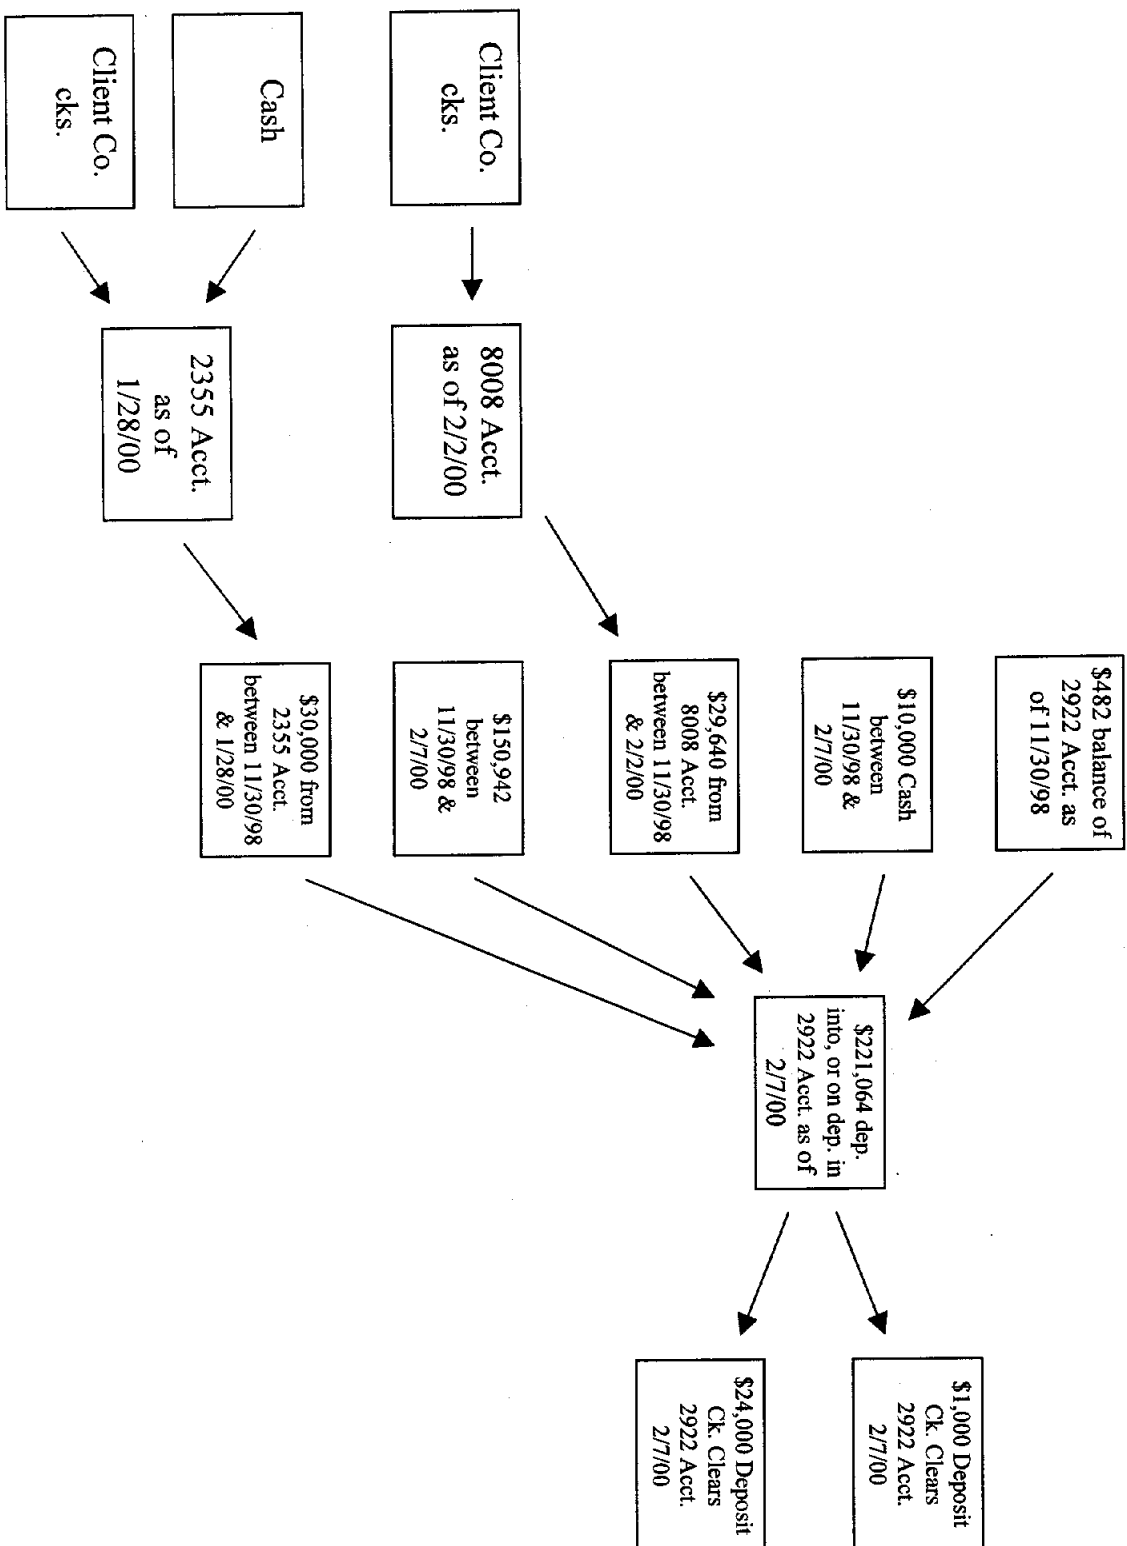 Client Co.
cks.
Cash
Client Co.
cks.
8008 Acct.
as of 2/2/00
2355 Acct.
as of
1/28/00
$482 balance of
2922 Acct. as
of 11/30/98
$10,000 Cash
between
11/30/98 &
2/7/00
$29,640 from
8008 Acct.
between 11/30/98
& 2/2/00
$150,942
between
11/30/98 &
2/7/00
$30,000 from
2355 Acct.
between 11/30/98
& 1/28/00
$221,064 dep.
into, or on dep. in
2922 Acct. as of
2/7/00
$1,000 Deposit
Ck. Clears
2922 Acct.
2/7/00
$24,000 Deposit
Ck. Clears
2922 Acct.
2/7/00